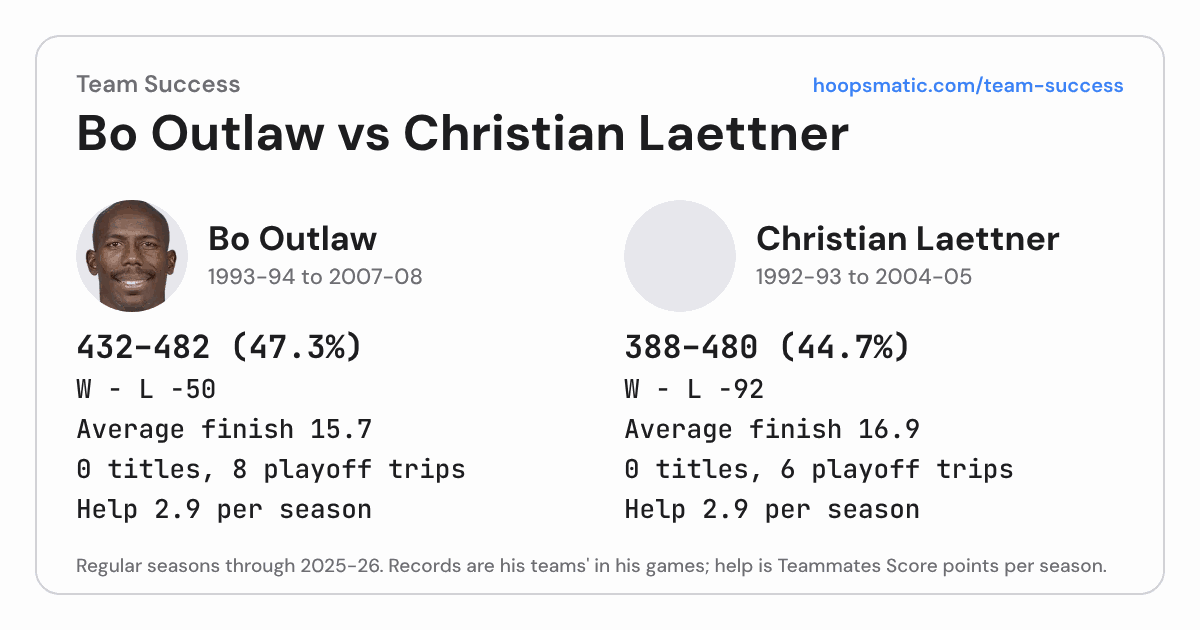 Team Success
hoopsmatic.com/team-success
Bo Outlaw vs Christian Laettner
Bo Outlaw
1993-94 to 2007-08
432-482 (47.3%)
W - L -50
Average finish 15.7
0 titles, 8 playoff trips
Help 2.9 per season
Christian Laettner
1992-93 to 2004-05
388-480 (44.7%)
W - L -92
Average finish 16.9
0 titles, 6 playoff trips
Help 2.9 per season
Regular seasons through 2025-26. Records are his teams' in his games; help is Teammates Score points per season.